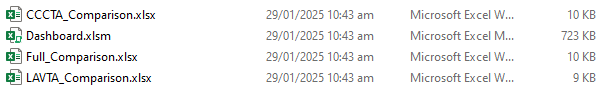 CCCTA_Comparison.xlsx 29/01/2025 10:43 am Microsoft Excel W... 10 KB
Dashboard.xlsm 29/01/2025 10:43 am Microsoft Excel M... 723 KB
Full_Comparison.xlsx 29/01/2025 10:43 am Microsoft Excel W... 10 KB
LAVTA_Comparison.xlsx 29/01/2025 10:43 am Microsoft Excel W... 9 KB